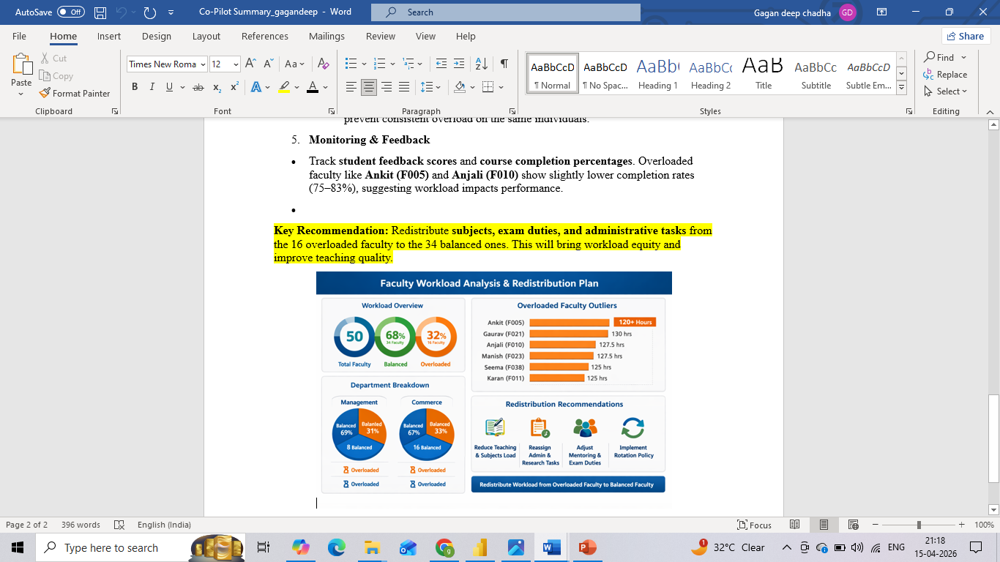 AutoSave Off Co-Pilot Summary_gagandeep - Word Search Gagan deep chadha GD
File Home Insert Design Layout References Mailings Review View Help Share
Paste
Cut
Copy
Format Painter
Clipboard
Times New Roma 12
Font
Paragraph
AaBbCcD AaBbCcD AaBb( AaBbCc AaB AaBbCc AaBbCcD
¶ Normal ¶ No Spac... Heading 1 Heading 2 Title Subtitle Subtle Em...
Styles
Find
Replace
Select
Editing
prevent consistent overload on the same individuals.
5. Monitoring & Feedback
• Track student feedback scores and course completion percentages. Overloaded
faculty like Ankit (F005) and Anjali (F010) show slightly lower completion rates
(75–83%), suggesting workload impacts performance.
•
Key Recommendation: Redistribute subjects, exam duties, and administrative tasks from
the 16 overloaded faculty to the 34 balanced ones. This will bring workload equity and
improve teaching quality.
Faculty Workload Analysis & Redistribution Plan
Workload Overview
50
68%
34 Faculty
32%
16 Faculty
Total Faculty Balanced Overloaded
Overloaded Faculty Outliers
Ankit (F005) 120+ Hours
Gaurav (F021) 130 hrs
Anjali (F010) 127.5 hrs
Manish (F023) 127.5 hrs
Seema (F038) 125 hrs
Karan (F011) 125 hrs
Department Breakdown
Management
Balanced
69%
Balanted
31%
8 Balanced
Overloaded
Overloaded
Commerce
Balanced
67%
Balanced
33%
16 Balanced
Overloaded
Overloaded
Redistribution Recommendations
Reduce Teaching
& Subjects Load
Reassign
Admin &
Research Tasks
Adjust
Mentoring &
Exam Duties
Implement
Rotation Policy
Redistribute Workload from Overloaded Faculty to Balanced Faculty
Page 2 of 2 396 words English (India) Focus 100%
Type here to search 1 32°C Clear ENG 21:18
15-04-2026